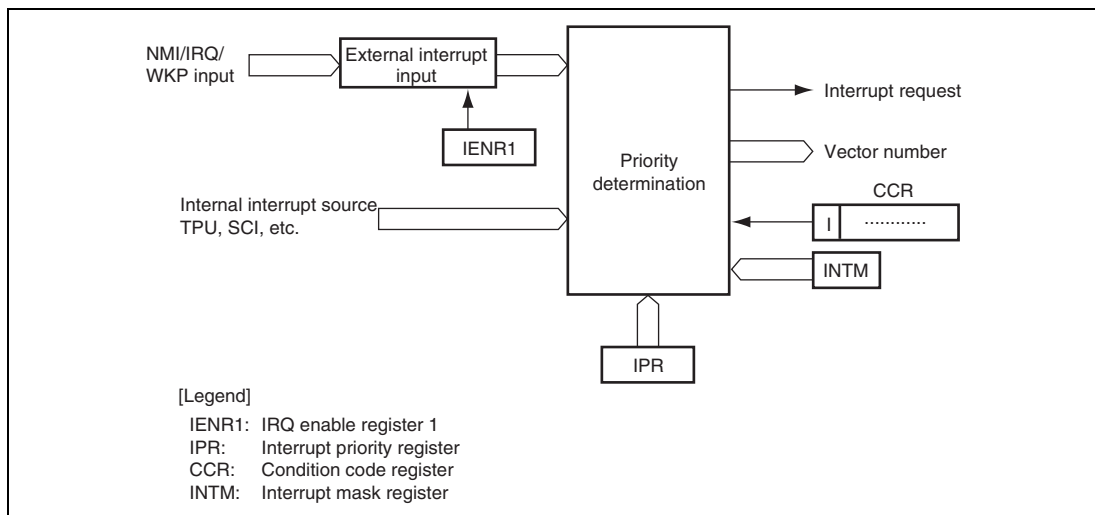 NMI/IRQ/
WKP input
External interrupt
input
IENR1
Priority
determination
Interrupt request
Vector number
CCR
I ............
INTM
Internal interrupt source
TPU, SCI, etc.
IPR
[Legend]
IENR1: IRQ enable register 1
IPR: Interrupt priority register
CCR: Condition code register
INTM: Interrupt mask register